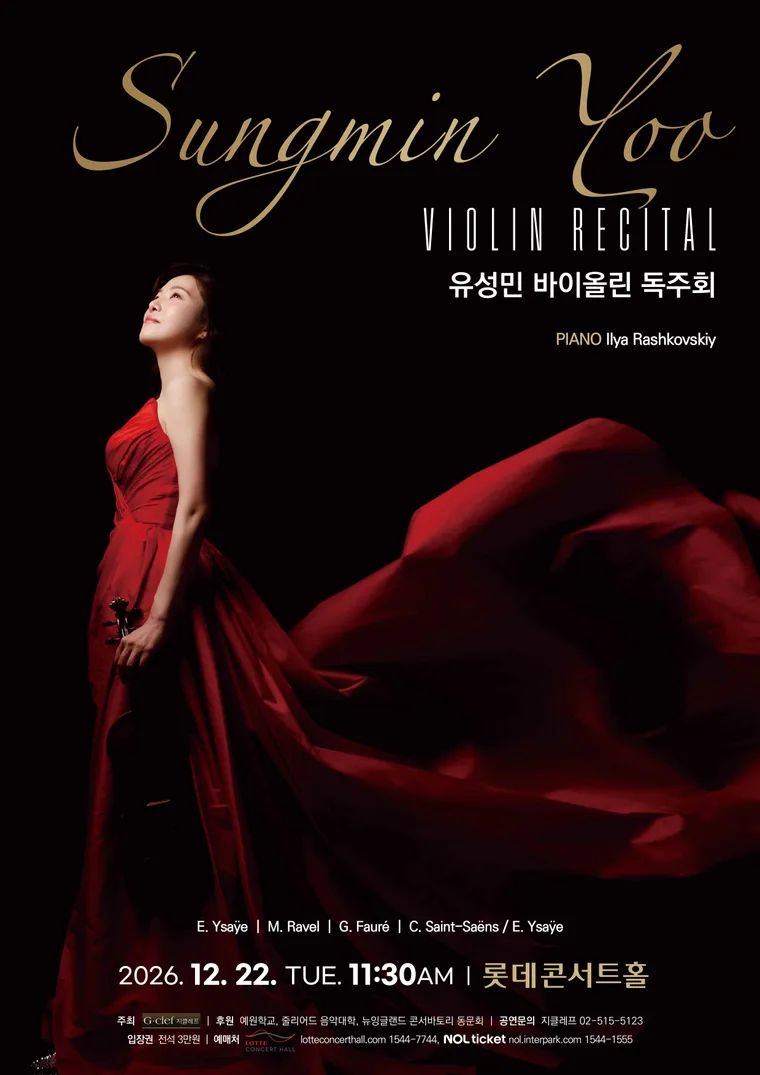 Sungmin Yoo
VIOLIN RECITAL
유성민 바이올린 독주회
PIANO Ilya Rashkovskiy
E. Ysaÿe | M. Ravel | G. Fauré | C. Saint-Saëns / E. Ysaÿe
2026. 12. 22. TUE. 11:30AM | 롯데콘서트홀
주최 G·clef 지클레프 | 후원 예원학교, 줄리어드 음악대학, 뉴잉글랜드 콘서바토리 동문회 | 공연문의 지클레프 02-515-5123
입장권 전석 3만원 | 예매처 LOTTE CONCERT HALL lotteconcerthall.com 1544-7744, NOL ticket nol.interpark.com 1544-1555